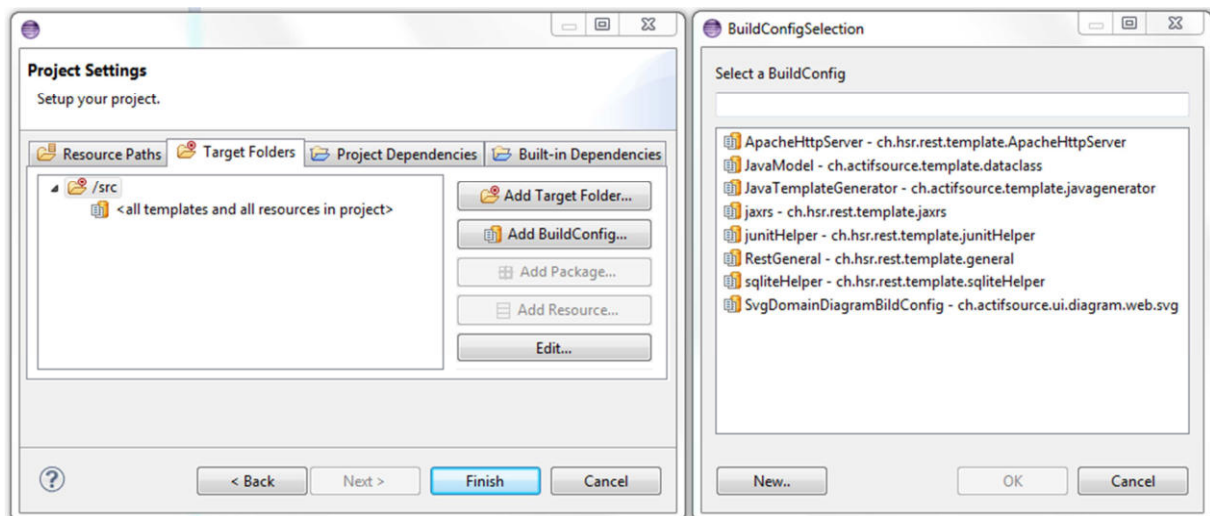 Project Settings
Setup your project.
Resource Paths Target Folders Project Dependencies Built-in Dependencies
/src
<all templates and all resources in project>
Add Target Folder...
Add BuildConfig...
Add Package...
Add Resource...
Edit...
? < Back Next > Finish Cancel
BuildConfigSelection
Select a BuildConfig
ApacheHttpServer - ch.hsr.rest.template.ApacheHttpServer
JavaModel - ch.actifsource.template.dataclass
JavaTemplateGenerator - ch.actifsource.template.javagenerator
jaxrs - ch.hsr.rest.template.jaxrs
junitHelper - ch.hsr.rest.template.junitHelper
RestGeneral - ch.hsr.rest.template.general
sqliteHelper - ch.hsr.rest.template.sqliteHelper
SvgDomainDiagramBildConfig - ch.actifsource.ui.diagram.web.svg
New.. OK Cancel